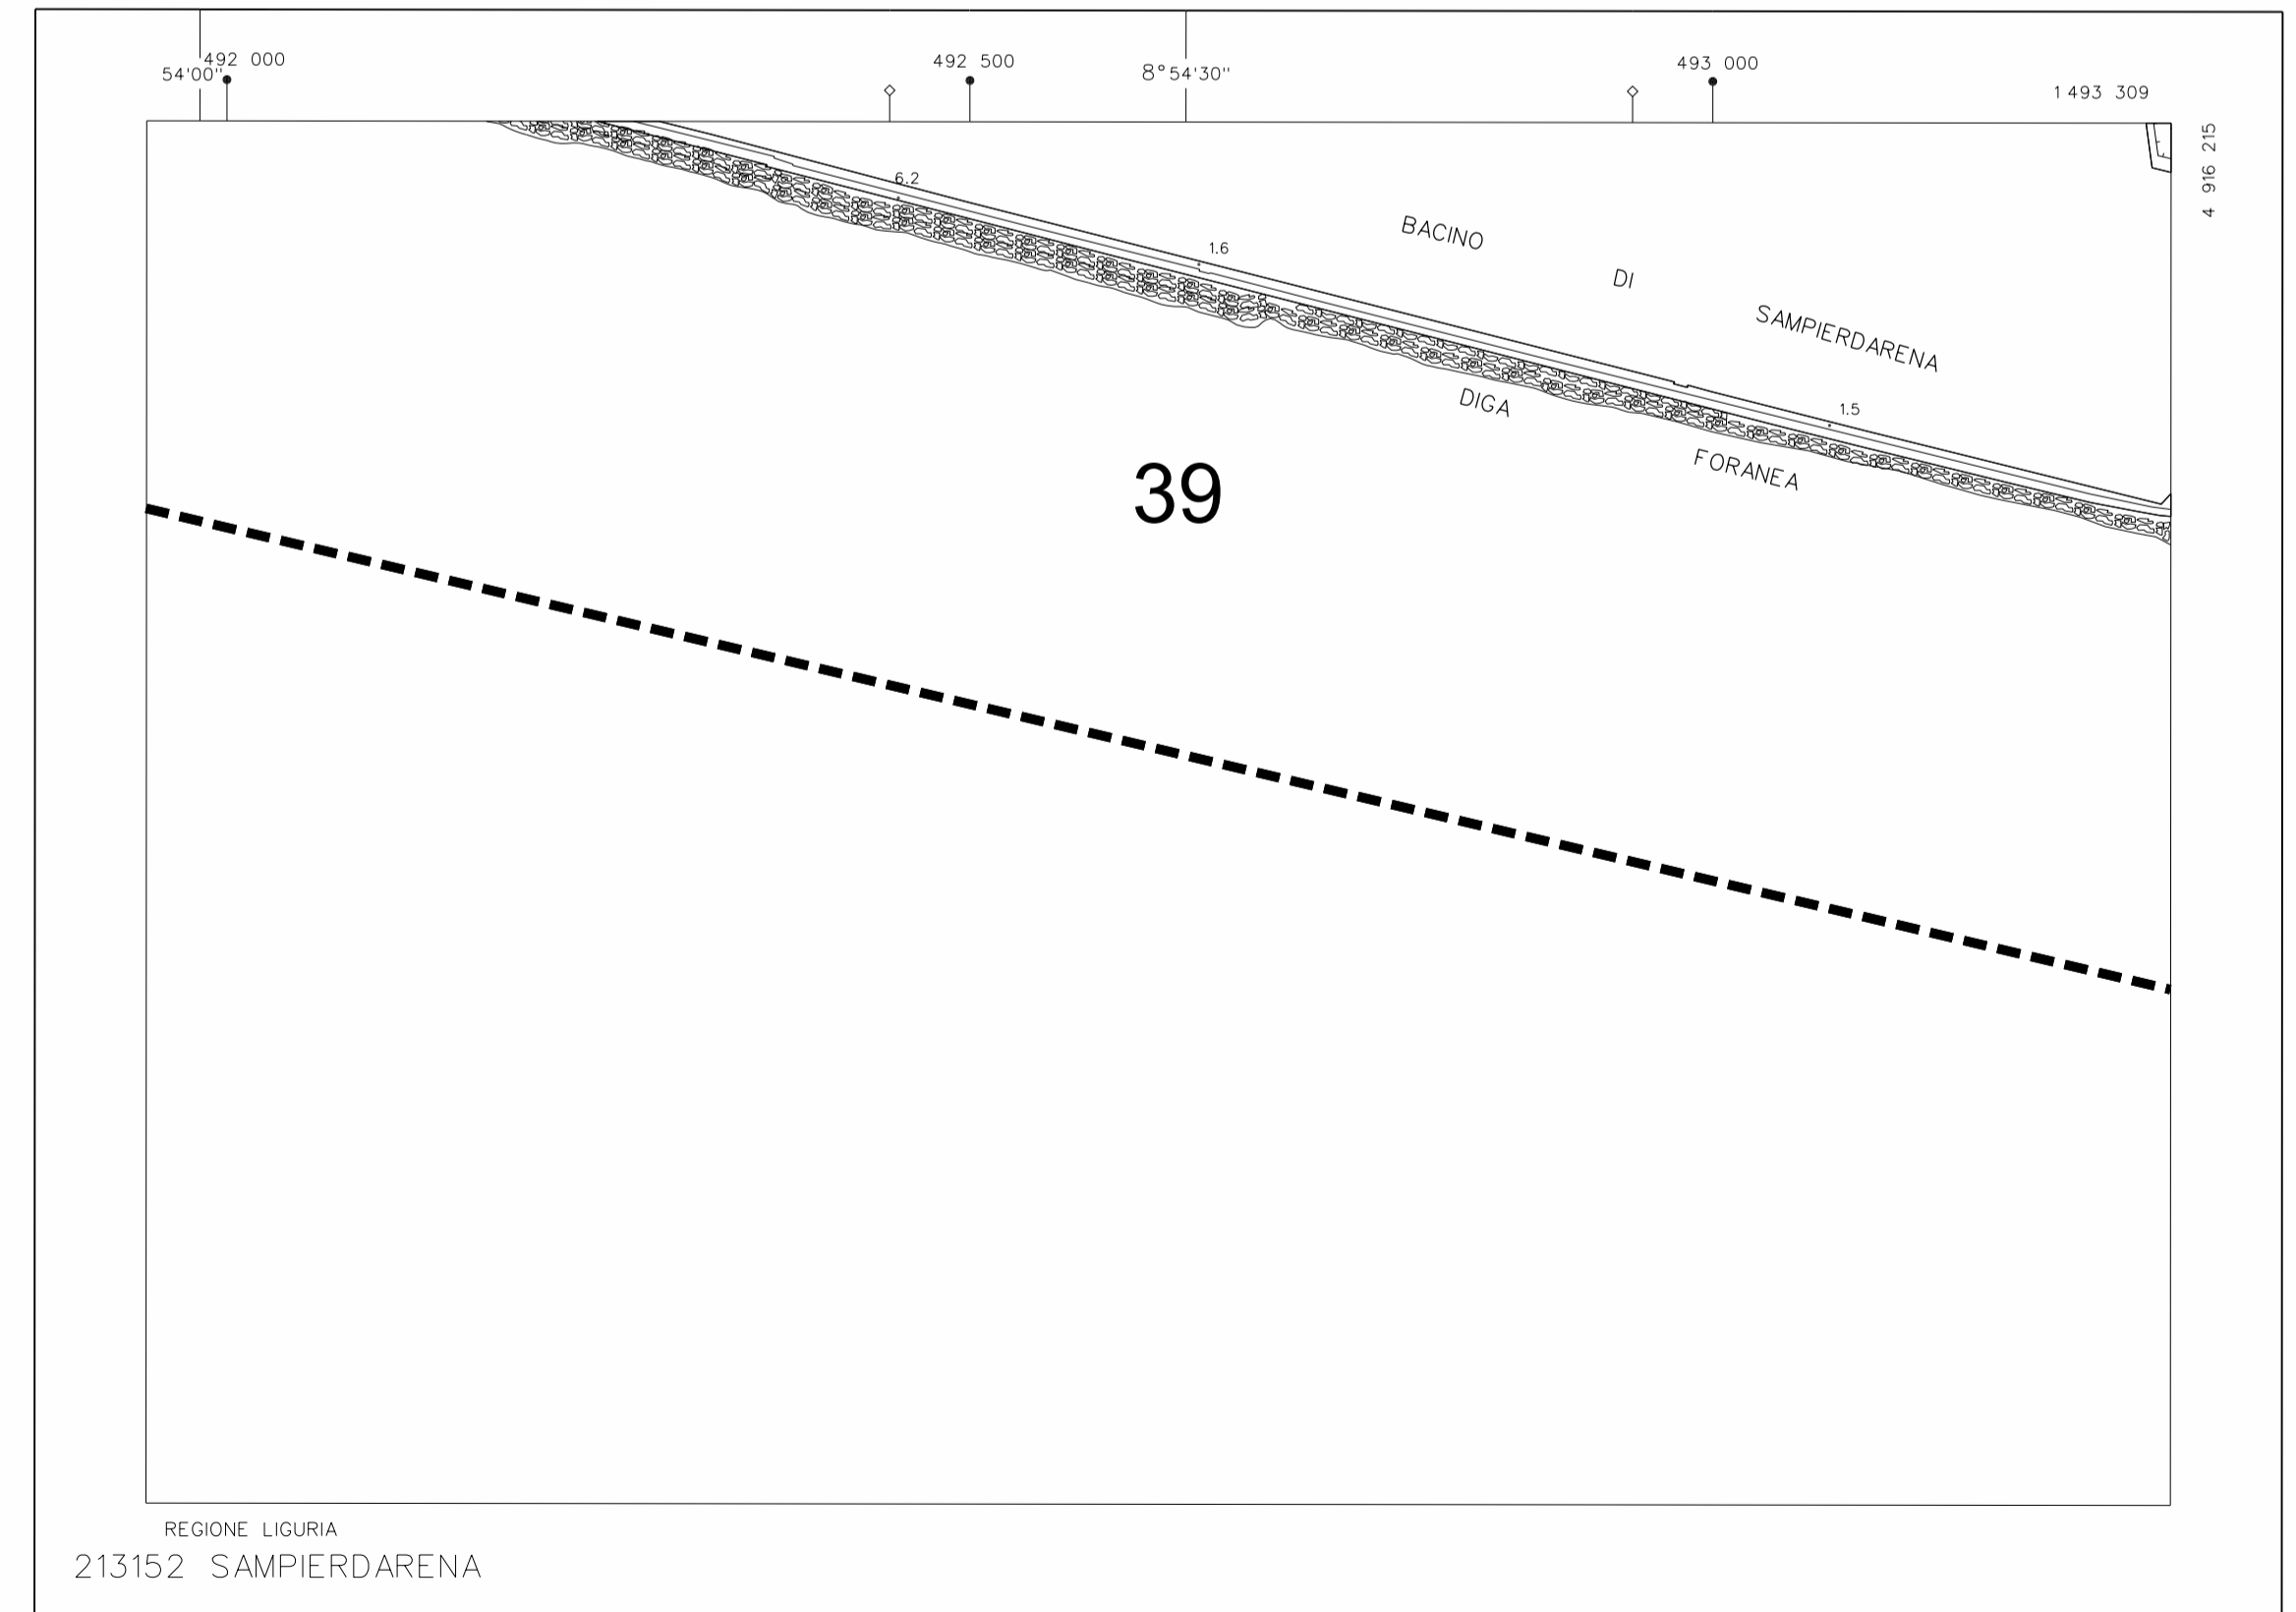 492 000
492 500
493 000
54'00"
8°54'30"
1 493 309
4 916 215
6.2
BACINO
1.6
DI
SAMPIERDARENA
DIGA
1.5
FORANEA
39
REGIONE LIGURIA
213152 SAMPIERDARENA